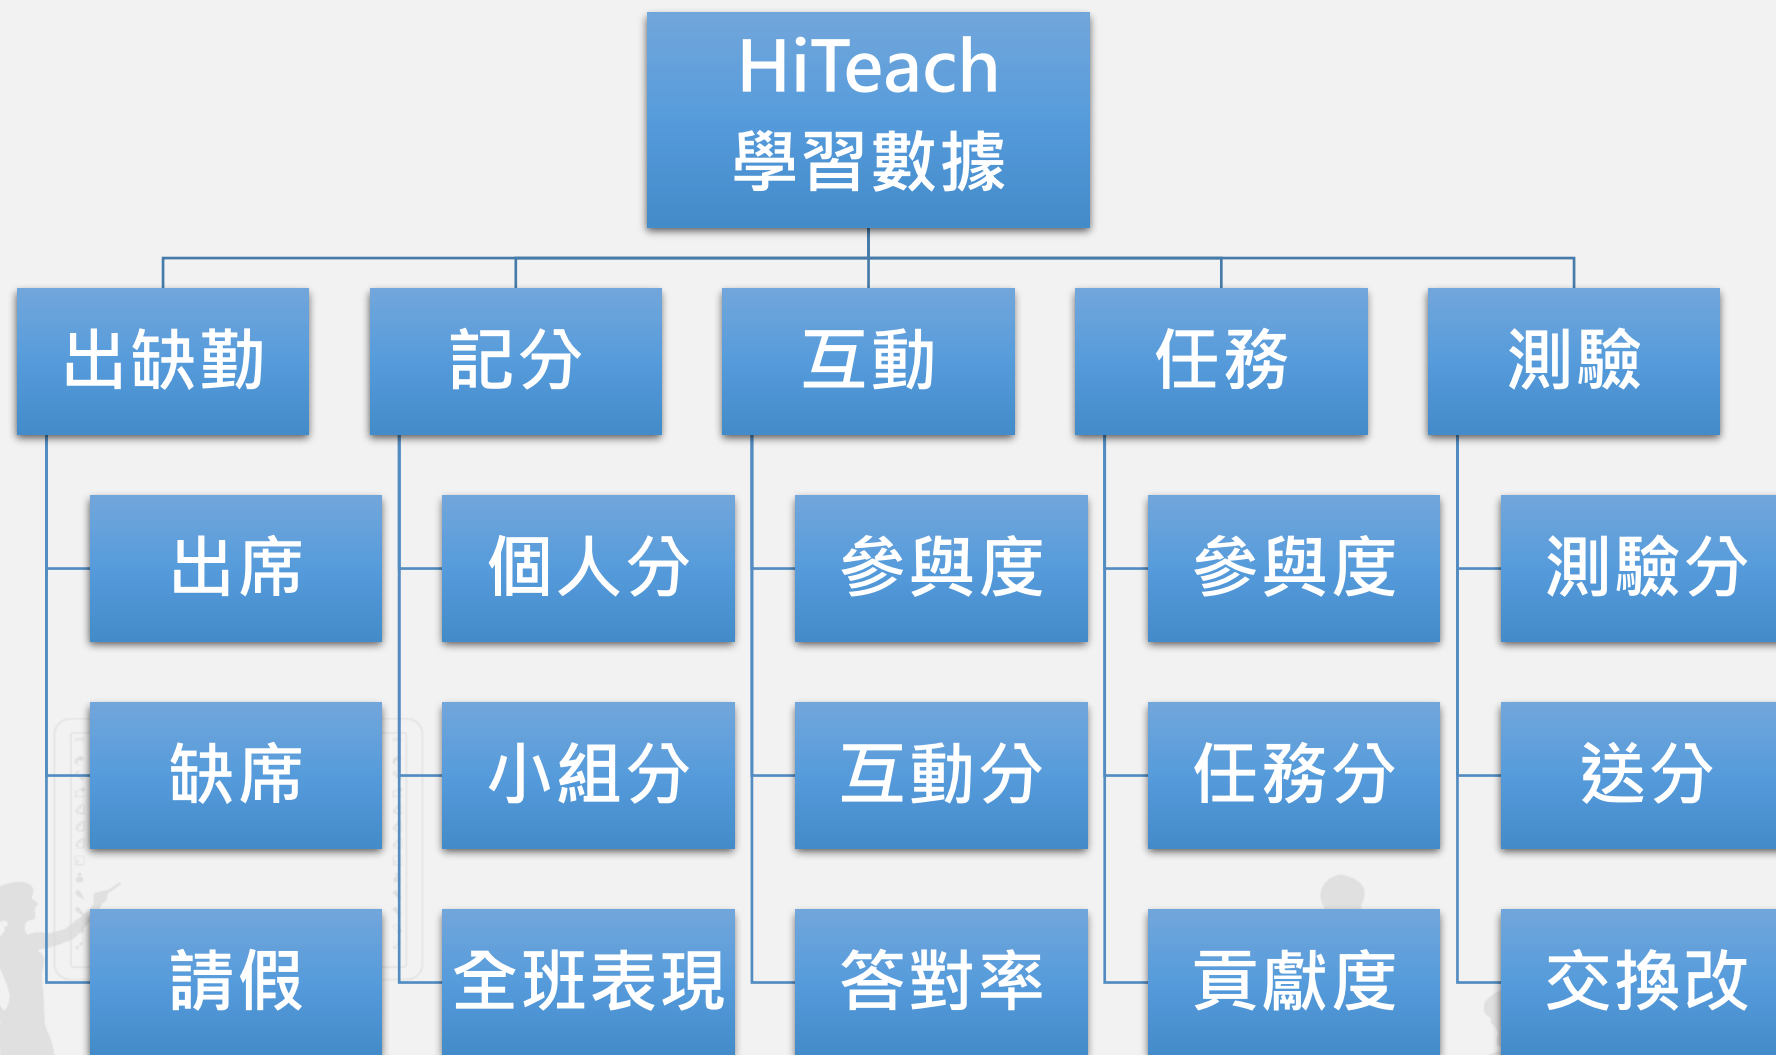 HiTeach
學習數據
出缺勤
記分
互動
任務
測驗
出席
個人分
參與度
參與度
測驗分
缺席
小組分
互動分
任務分
送分
請假
全班表現
答對率
貢獻度
交換改